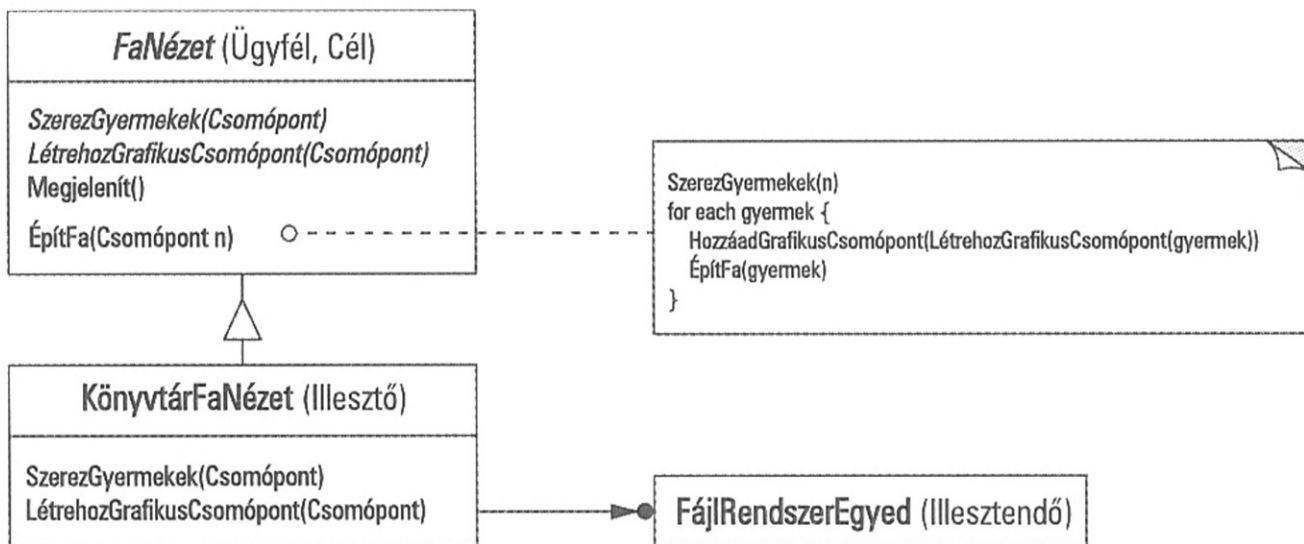 FaNézet (Ügyfél, Cél)
SzerezGyermekek(Csomópont)
LétrehozGrafikusCsomópont(Csomópont)
Megjelenít()
ÉpítFa(Csomópont n)
SzerezGyermekek(n)
for each gyermek {
HozzáadGrafikusCsomópont(LétrehozGrafikusCsomópont(gyermek))
ÉpítFa(gyermek)
}
KönyvtárFaNézet (Illesztő)
SzerezGyermekek(Csomópont)
LétrehozGrafikusCsomópont(Csomópont)
FájlRendszerEgyed (Illesztendő)